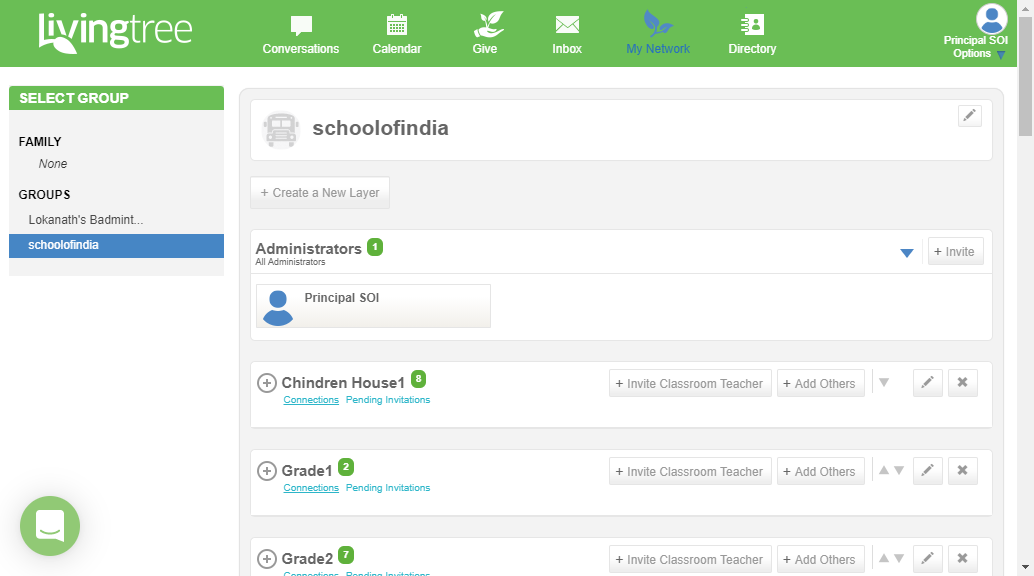 livingtree
Conversations
Calendar
Give
Inbox
My Network
Directory
Principal SOI
Options
SELECT GROUP
FAMILY
None
GROUPS
Lokanath's Badmint...
schoolofindia
schoolofindia
+ Create a New Layer
Administrators 1
All Administrators
+ Invite
Principal SOI
Chindren House1 8
Connections Pending Invitations
+ Invite Classroom Teacher
+ Add Others
Grade1 2
Connections Pending Invitations
+ Invite Classroom Teacher
+ Add Others
Grade2 7
Connections Pending Invitations
+ Invite Classroom Teacher
+ Add Others